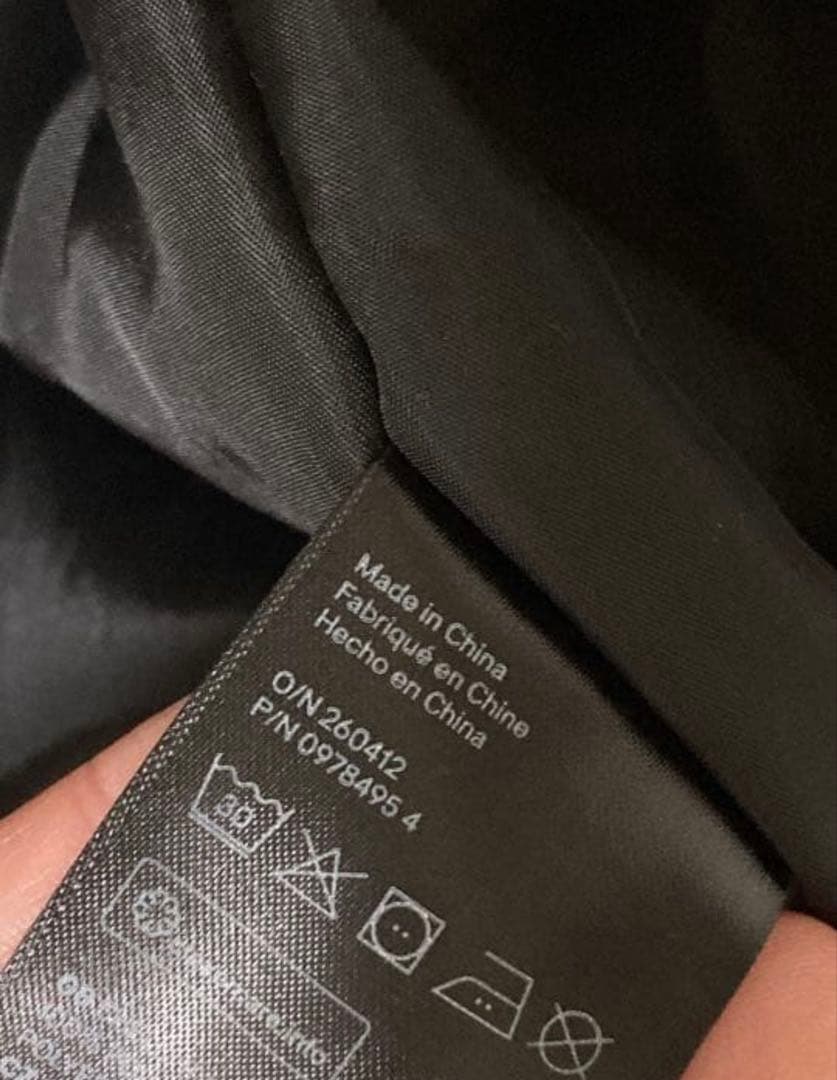 Made in China
Fabriqué en Chine
Hecho en China
O/N 260412
P/N 0978495 4
30